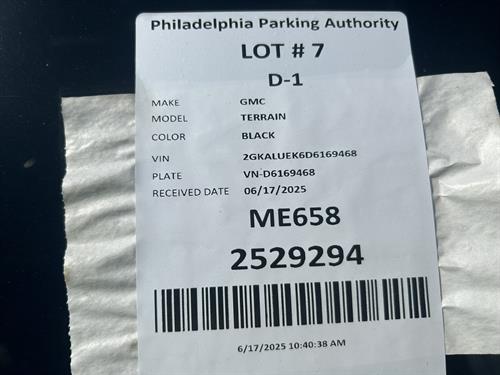 Philadelphia Parking Authority
LOT # 7
D-1
MAKE GMC
MODEL TERRAIN
COLOR BLACK
VIN 2GKALUEK6D6169468
PLATE VN-D6169468
RECEIVED DATE 06/17/2025
ME658
2529294
6/17/2025 10:40:38 AM